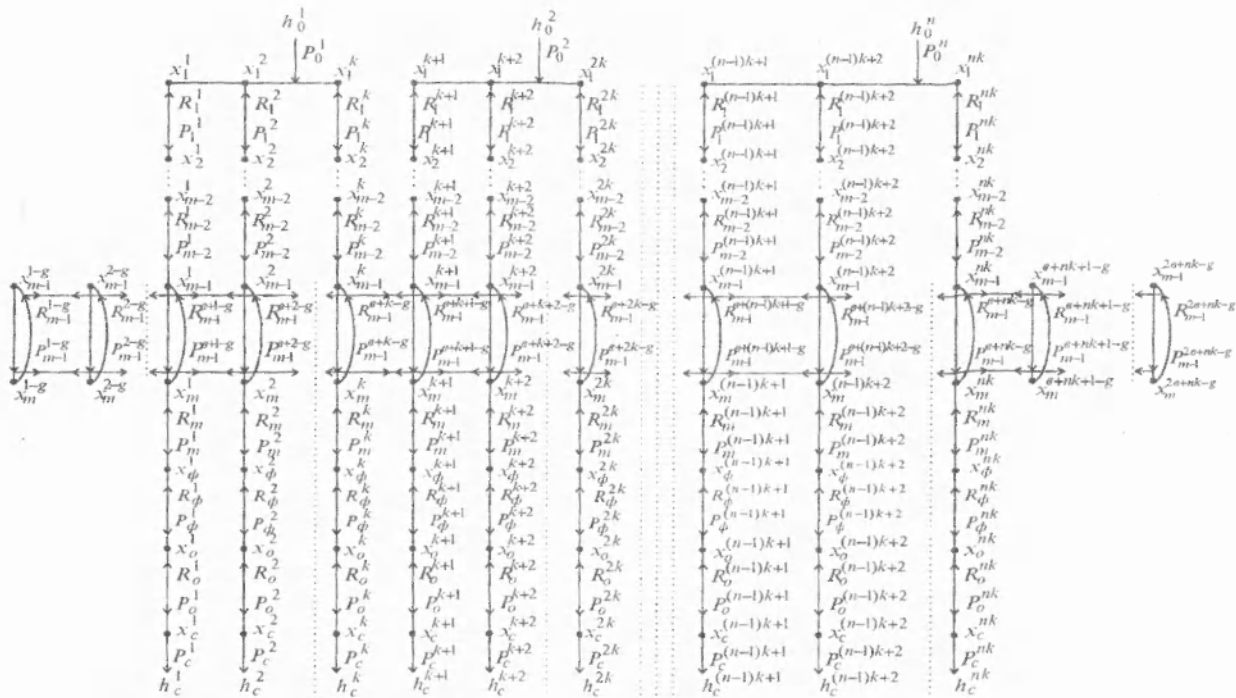 h_0^1 h_0^2 h_0^n
P_0^1 P_0^2 P_0^n
x_1^1 x_1^2 x_1^k x_1^{k+1} x_1^{k+2} x_1^{2k} x_1^{(n-1)k+1} x_1^{(n-1)k+2} x_1^{nk}
R_1^1 R_1^2 R_1^k R_1^{k+1} R_1^{k+2} R_1^{2k} R_1^{(n-1)k+1} R_1^{(n-1)k+2} R_1^{nk}
P_1^1 P_1^2 P_1^k P_1^{k+1} P_1^{k+2} P_1^{2k} P_1^{(n-1)k+1} P_1^{(n-1)k+2} P_1^{nk}
x_2^1 x_2^2 x_2^k x_2^{k+1} x_2^{k+2} x_2^{2k} x_2^{(n-1)k+1} x_2^{(n-1)k+2} x_2^{nk}
x_{m-2}^1 x_{m-2}^2 x_{m-2}^k x_{m-2}^{k+1} x_{m-2}^{k+2} x_{m-2}^{2k} x_{m-2}^{(n-1)k+1} x_{m-2}^{(n-1)k+2} x_{m-2}^{nk}
R_{m-2}^1 R_{m-2}^2 R_{m-2}^k R_{m-2}^{k+1} R_{m-2}^{k+2} R_{m-2}^{2k} R_{m-2}^{(n-1)k+1} R_{m-2}^{(n-1)k+2} R_{m-2}^{nk}
P_{m-2}^1 P_{m-2}^2 P_{m-2}^k P_{m-2}^{k+1} P_{m-2}^{k+2} P_{m-2}^{2k} P_{m-2}^{(n-1)k+1} P_{m-2}^{(n-1)k+2} P_{m-2}^{nk}
x_{m-1}^{1-g} x_{m-1}^{2-g} x_{m-1}^1 x_{m-1}^2 x_{m-1}^k x_{m-1}^{k+1} x_{m-1}^{k+2} x_{m-1}^{2k} x_{m-1}^{(n-1)k+1} x_{m-1}^{(n-1)k+2} x_{m-1}^{nk} x_{m-1}^{a+nk+1-g} x_{m-1}^{2a+nk-g}
R_{m-1}^{1-g} R_{m-1}^{2-g} R_{m-1}^{a+1-g} R_{m-1}^{a+2-g} R_{m-1}^{a+k-g} R_{m-1}^{a+k+1-g} R_{m-1}^{a+k+2-g} R_{m-1}^{a+2k-g} R_{m-1}^{a+(n-1)k+1-g} R_{m-1}^{a+(n-1)k+2-g} R_{m-1}^{a+nk-g} R_{m-1}^{a+nk+1-g} R_{m-1}^{2a+nk-g}
P_{m-1}^{1-g} P_{m-1}^{2-g} P_{m-1}^{a+1-g} P_{m-1}^{a+2-g} P_{m-1}^{a+k-g} P_{m-1}^{a+k+1-g} P_{m-1}^{a+k+2-g} P_{m-1}^{a+2k-g} P_{m-1}^{a+(n-1)k+1-g} P_{m-1}^{a+(n-1)k+2-g} P_{m-1}^{a+nk-g} P_{m-1}^{a+nk+1-g} P_{m-1}^{2a+nk-g}
x_m^{1-g} x_m^{2-g} x_m^1 x_m^2 x_m^k x_m^{k+1} x_m^{k+2} x_m^{2k} x_m^{(n-1)k+1} x_m^{(n-1)k+2} x_m^{nk} x_m^{a+nk+1-g} x_m^{2a+nk-g}
R_m^1 R_m^2 R_m^k R_m^{k+1} R_m^{k+2} R_m^{2k} R_m^{(n-1)k+1} R_m^{(n-1)k+2} R_m^{nk}
P_m^1 P_m^2 P_m^k P_m^{k+1} P_m^{k+2} P_m^{2k} P_m^{(n-1)k+1} P_m^{(n-1)k+2} P_m^{nk}
x_ф^1 x_ф^2 x_ф^k x_ф^{k+1} x_ф^{k+2} x_ф^{2k} x_ф^{(n-1)k+1} x_ф^{(n-1)k+2} x_ф^{nk}
R_ф^1 R_ф^2 R_ф^k R_ф^{k+1} R_ф^{k+2} R_ф^{2k} R_ф^{(n-1)k+1} R_ф^{(n-1)k+2} R_ф^{nk}
P_ф^1 P_ф^2 P_ф^k P_ф^{k+1} P_ф^{k+2} P_ф^{2k} P_ф^{(n-1)k+1} P_ф^{(n-1)k+2} P_ф^{nk}
x_o^1 x_o^2 x_o^k x_o^{k+1} x_o^{k+2} x_o^{2k} x_o^{(n-1)k+1} x_o^{(n-1)k+2} x_o^{nk}
R_o^1 R_o^2 R_o^k R_o^{k+1} R_o^{k+2} R_o^{2k} R_o^{(n-1)k+1} R_o^{(n-1)k+2} R_o^{nk}
P_o^1 P_o^2 P_o^k P_o^{k+1} P_o^{k+2} P_o^{2k} P_o^{(n-1)k+1} P_o^{(n-1)k+2} P_o^{nk}
x_c^1 x_c^2 x_c^k x_c^{k+1} x_c^{k+2} x_c^{2k} x_c^{(n-1)k+1} x_c^{(n-1)k+2} x_c^{nk}
P_c^1 P_c^2 P_c^k P_c^{k+1} P_c^{k+2} P_c^{2k} P_c^{(n-1)k+1} P_c^{(n-1)k+2} P_c^{nk}
h_c^1 h_c^2 h_c^k h_c^{k+1} h_c^{k+2} h_c^{2k} h_c^{(n-1)k+1} h_c^{(n-1)k+2} h_c^{nk}